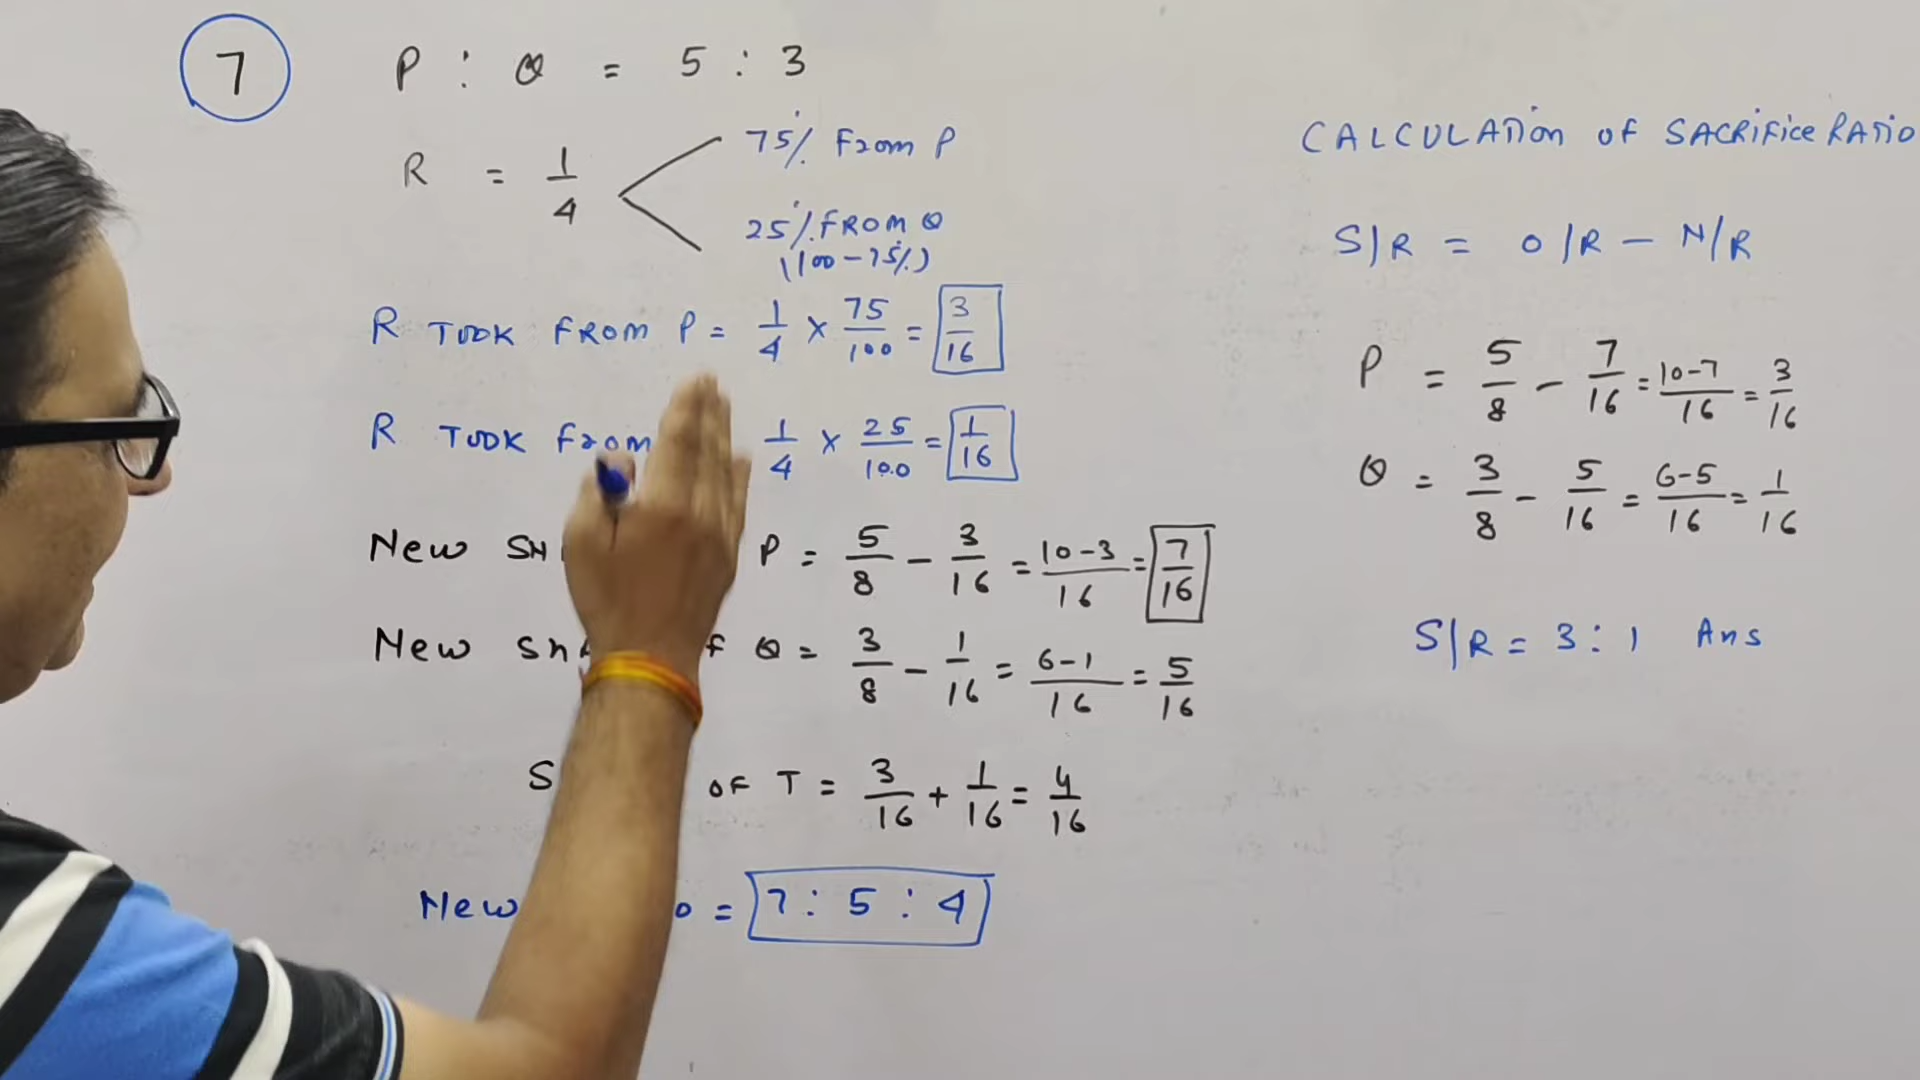 7
P : Q = 5 : 3
R = 1/4
75% From P
25% FROM Q
(100-75%)
R TOOK FROM P = 1/4 × 75/100 = 3/16
R TOOK From 1/4 × 25/100 = 1/16
New P = 5/8 - 3/16 = 10-3/16 = 7/16
New Q = 3/8 - 1/16 = 6-1/16 = 5/16
OF T = 3/16 + 1/16 = 4/16
New = 7 : 5 : 4
CALCULATION OF SACRIFICE RATIO
S/R = O/R - N/R
P = 5/8 - 7/16 = 10-7/16 = 3/16
Q = 3/8 - 5/16 = 6-5/16 = 1/16
S/R = 3 : 1 Ans